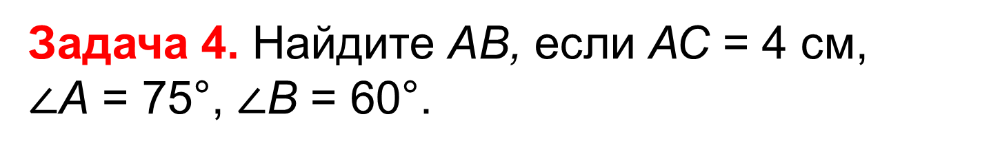 Задача 4. Найдите AB, если AC = 4 см,
∠A = 75°, ∠B = 60°.